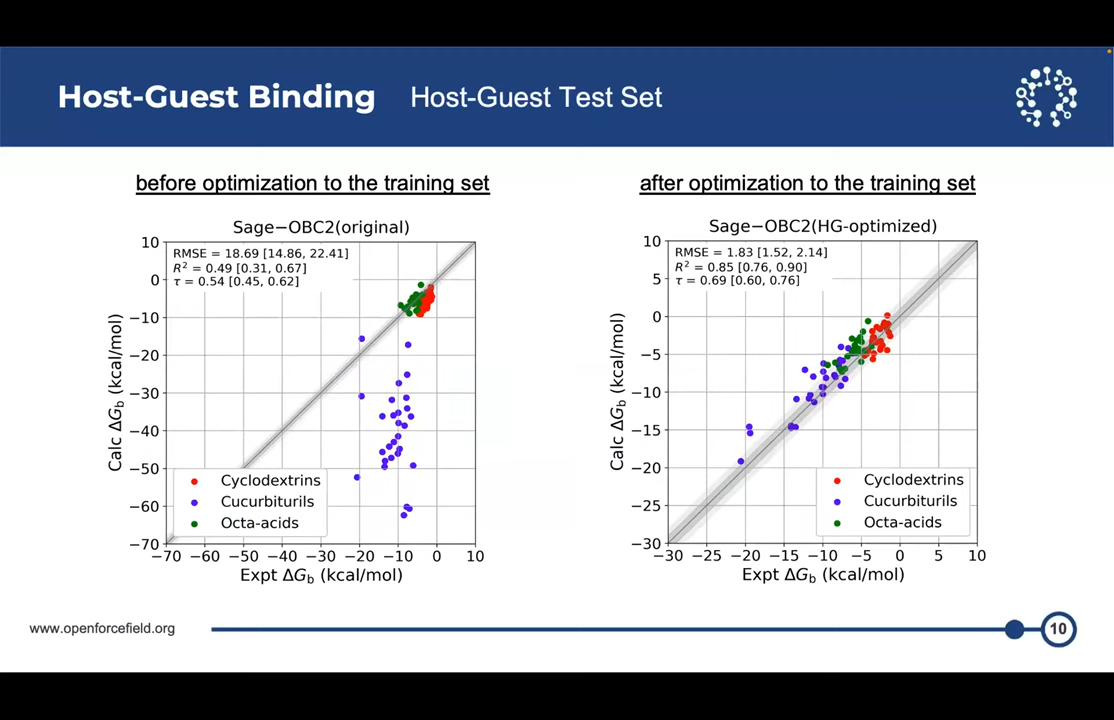 Host-Guest Binding Host-Guest Test Set
before optimization to the training set
Sage−OBC2(original)
RMSE = 18.69 [14.86, 22.41]
R² = 0.49 [0.31, 0.67]
τ = 0.54 [0.45, 0.62]
10
0
−10
−20
−30
−40
−50
−60
−70
Calc ΔG_b (kcal/mol)
Cyclodextrins
Cucurbiturils
Octa-acids
−70 −60 −50 −40 −30 −20 −10 0 10
Expt ΔG_b (kcal/mol)
after optimization to the training set
Sage−OBC2(HG-optimized)
RMSE = 1.83 [1.52, 2.14]
R² = 0.85 [0.76, 0.90]
τ = 0.69 [0.60, 0.76]
10
5
0
−5
−10
−15
−20
−25
−30
Calc ΔG_b (kcal/mol)
Cyclodextrins
Cucurbiturils
Octa-acids
−30 −25 −20 −15 −10 −5 0 5 10
Expt ΔG_b (kcal/mol)
www.openforcefield.org
10